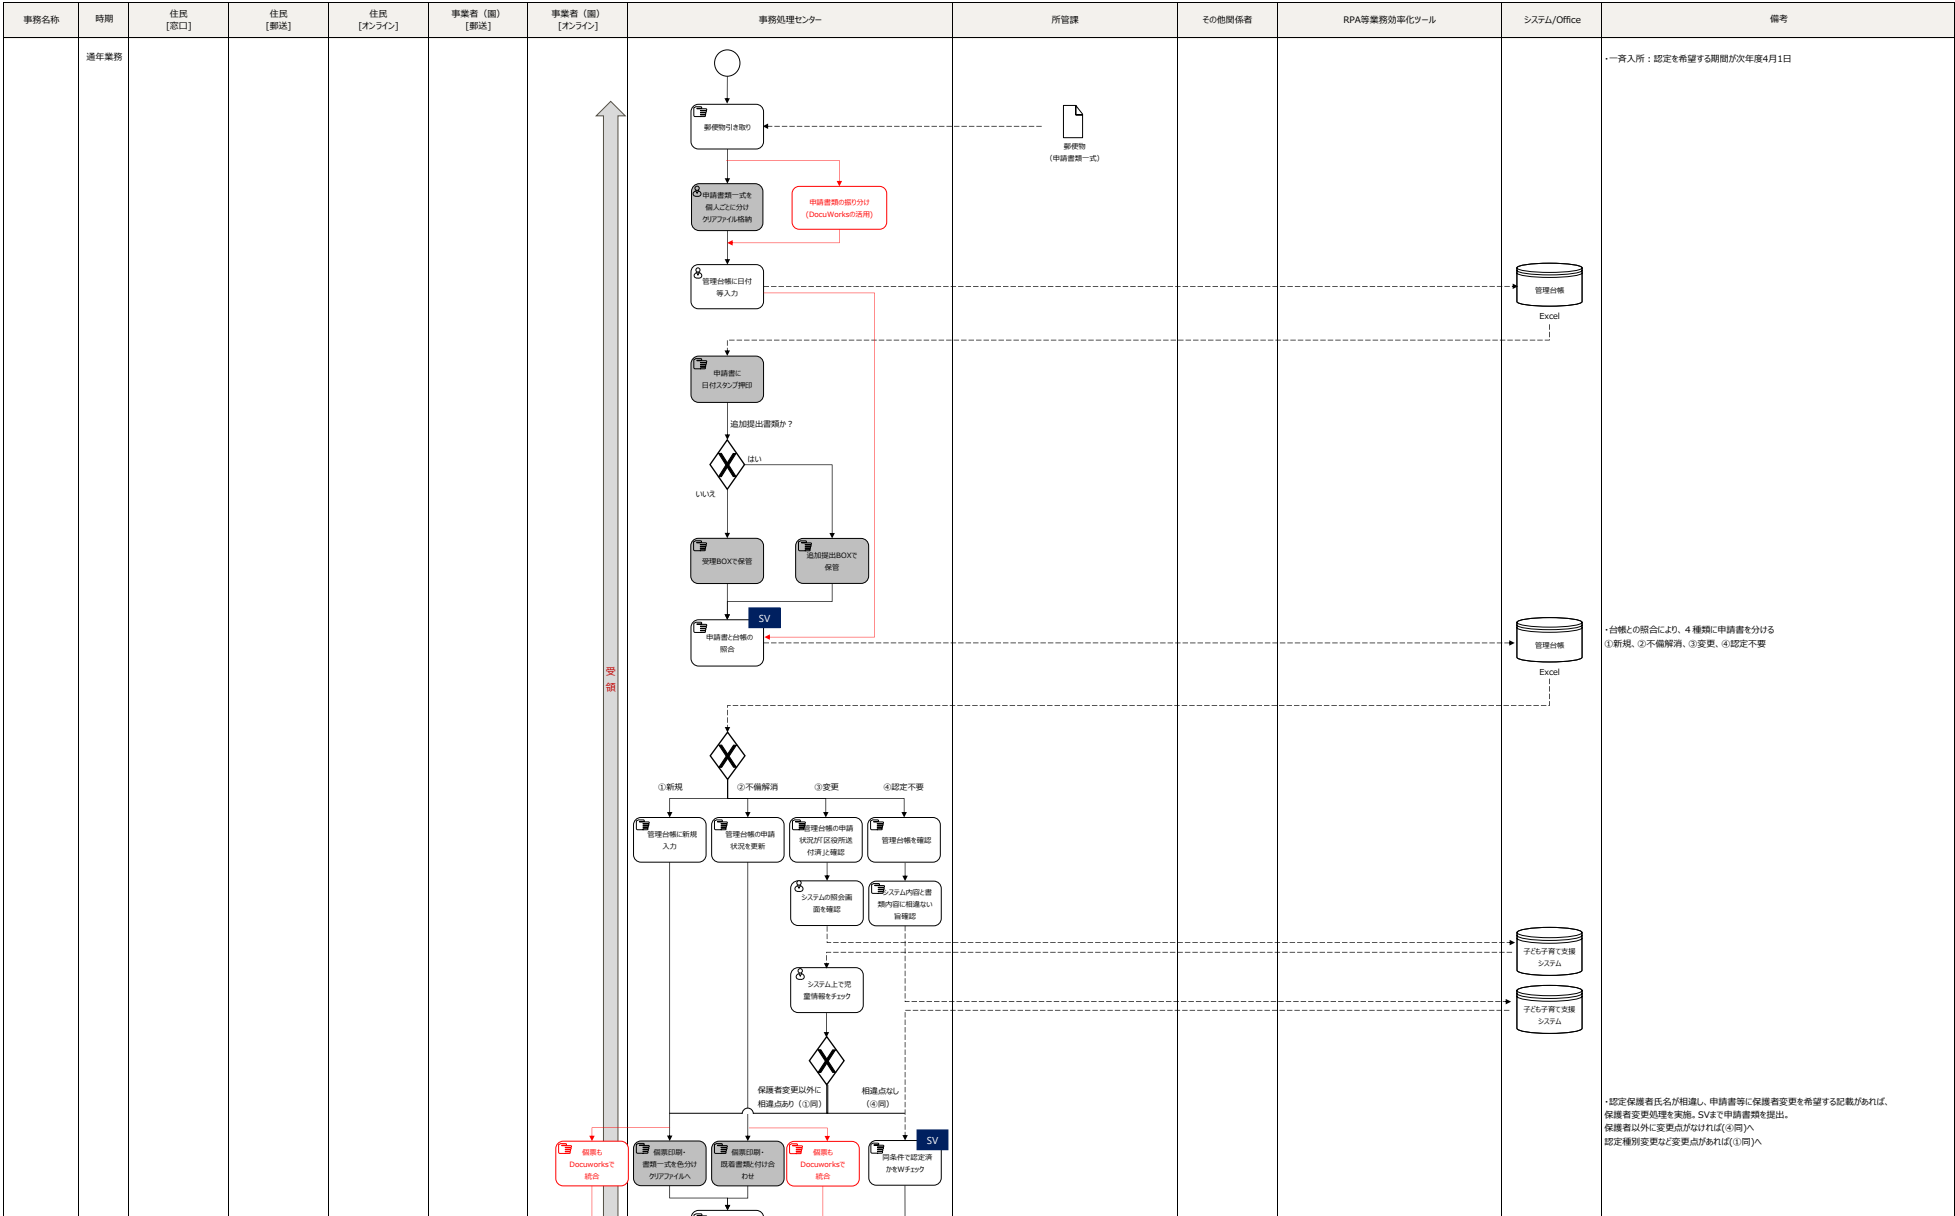 事務名称
時期
住民
[窓口]
住民
[郵送]
住民
[オンライン]
事業者（園）
[郵送]
事業者（園）
[オンライン]
事務処理センター
所管課
その他関係者
RPA等業務効率化ツール
システム/Office
備考
通年業務
・一斉入所：認定を希望する期間が次年度4月1日
郵便物引き取り
郵便物
（申請書類一式）
申請書類一式を
個人ごとに分け
クリアファイル格納
申請書類の振り分け
(DocuWorksの活用)
管理台帳に日付
等入力
管理台帳
Excel
申請書に
日付スタンプ押印
追加提出書類か？
はい
いいえ
受理BOXで保管
追加提出BOXで
保管
SV
申請書と台帳の
照合
管理台帳
Excel
・台帳との照合により、４種類に申請書を分ける
①新規、②不備解消、③変更、④認定不要
受
領
①新規
②不備解消
③変更
④認定不要
管理台帳に新規
入力
管理台帳の申請
状況を更新
管理台帳の申請
状況が「区役所送
付済」と確認
管理台帳を確認
システムの照会画
面を確認
システム内容と書
類内容に相違ない
旨確認
子ども子育て支援
システム
システム上で児
童情報をチェック
子ども子育て支援
システム
保護者変更以外に
相違点あり（①同）
相違点なし
（④同）
・認定保護者氏名が相違し、申請書等に保護者変更を希望する記載があれば、
保護者変更処理を実施。SVまで申請書類を提出。
保護者以外に変更点がなければ(④同)へ
認定種別変更など変更点があれば(①同)へ
個票も
Docuworksで
統合
個票印刷・
書類一式を色分け
クリアファイルへ
個票印刷・
既着書類と付け合
わせ
個票も
Docuworksで
統合
SV
同条件で認定済
かをWチェック